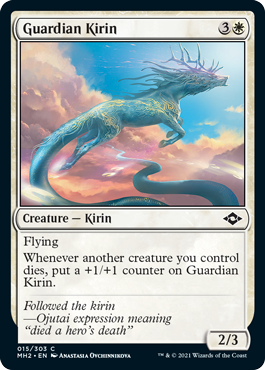 Guardian Kirin 3
Creature — Kirin
Flying
Whenever another creature you control
dies, put a +1/+1 counter on Guardian
Kirin.
Followed the kirin
—Ojutai expression meaning
“died a hero's death”
2/3
015/303 C
MH2 • EN Anastasia Ovchinnikova
™ & © 2021 Wizards of the Coast